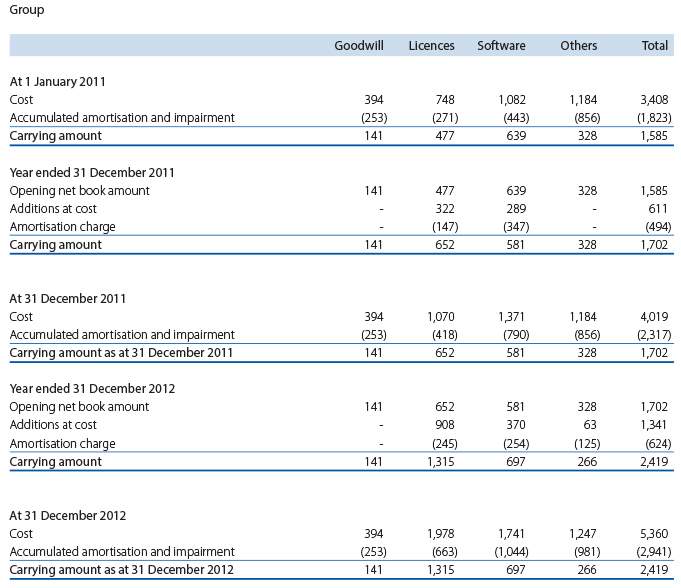 Group
Goodwill Licences Software Others Total
At 1 January 2011
Cost 394 748 1,082 1,184 3,408
Accumulated amortisation and impairment (253) (271) (443) (856) (1,823)
Carrying amount 141 477 639 328 1,585
Year ended 31 December 2011
Opening net book amount 141 477 639 328 1,585
Additions at cost - 322 289 - 611
Amortisation charge - (147) (347) - (494)
Carrying amount 141 652 581 328 1,702
At 31 December 2011
Cost 394 1,070 1,371 1,184 4,019
Accumulated amortisation and impairment (253) (418) (790) (856) (2,317)
Carrying amount as at 31 December 2011 141 652 581 328 1,702
Year ended 31 December 2012
Opening net book amount 141 652 581 328 1,702
Additions at cost - 908 370 63 1,341
Amortisation charge - (245) (254) (125) (624)
Carrying amount 141 1,315 697 266 2,419
At 31 December 2012
Cost 394 1,978 1,741 1,247 5,360
Accumulated amortisation and impairment (253) (663) (1,044) (981) (2,941)
Carrying amount as at 31 December 2012 141 1,315 697 266 2,419